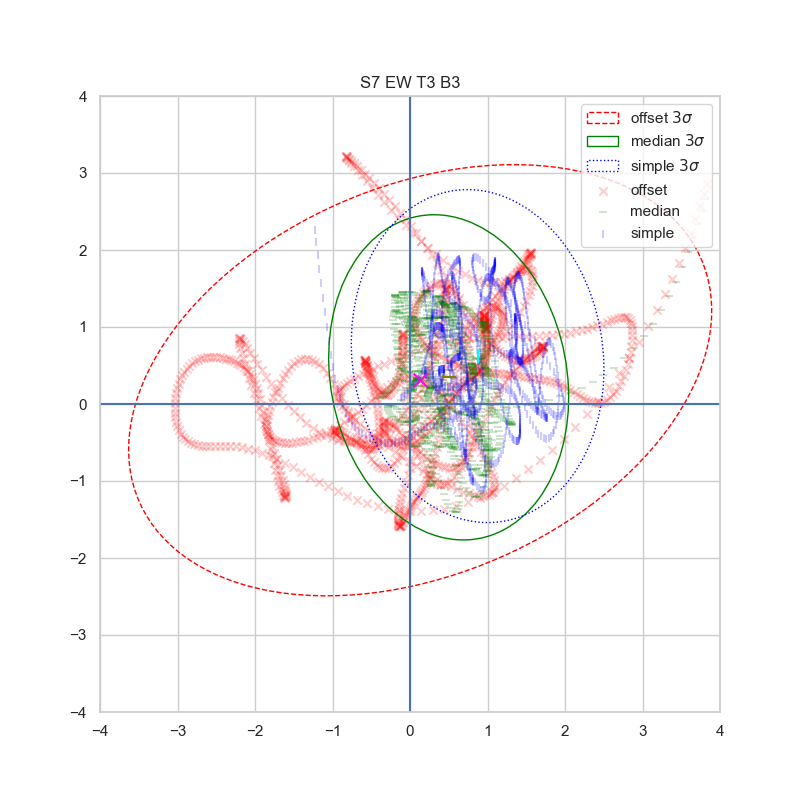 S7 EW T3 B3
offset 3σ
median 3σ
simple 3σ
offset
median
simple
4
3
2
1
0
−1
−2
−3
−4
−4 −3 −2 −1 0 1 2 3 4